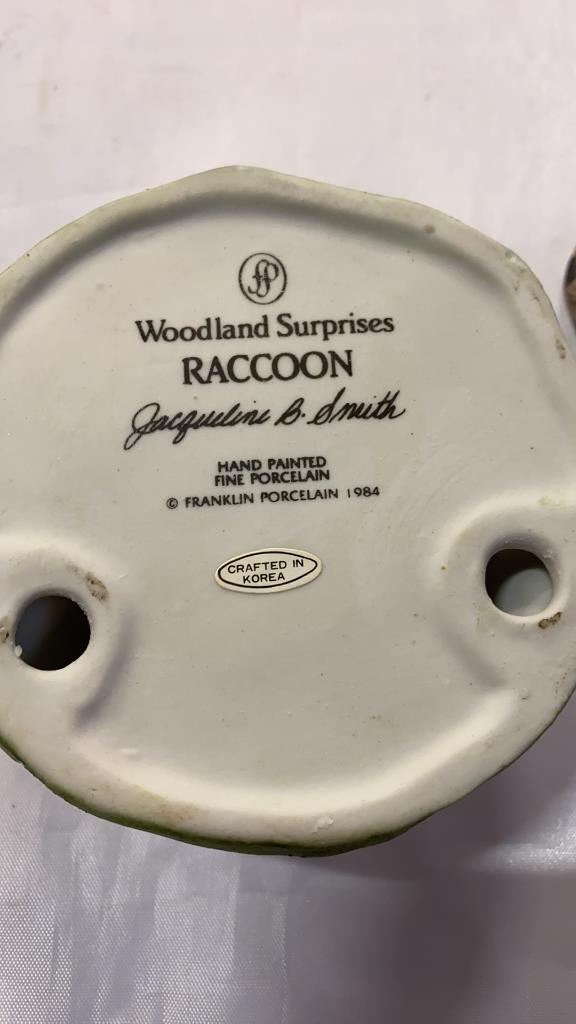 fp
Woodland Surprises
RACCOON
Jacqueline B. Smith
HAND PAINTED
FINE PORCELAIN
© FRANKLIN PORCELAIN 1984
CRAFTED IN
KOREA